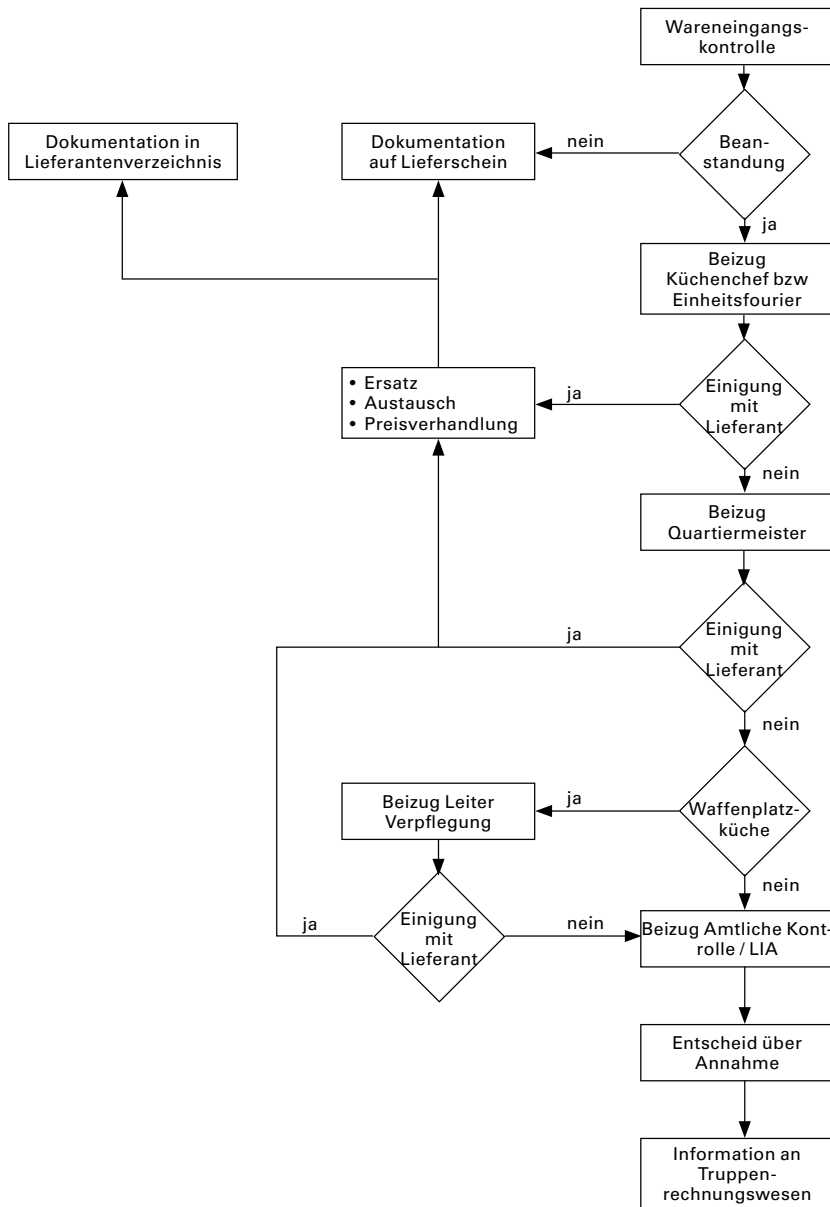 Wareneingangs-
kontrolle
Dokumentation in
Lieferantenverzeichnis
Dokumentation
auf Lieferschein
nein
Bean-
standung
ja
Beizug
Küchenchef bzw
Einheitsfourier
• Ersatz
• Austausch
• Preisverhandlung
ja
Einigung
mit
Lieferant
nein
Beizug
Quartiermeister
ja
Einigung
mit
Lieferant
nein
Beizug Leiter
Verpflegung
ja
Waffenplatz-
küche
nein
ja
Einigung
mit
Lieferant
nein
Beizug Amtliche Kont-
rolle / LIA
Entscheid über
Annahme
Information an
Truppen-
rechnungswesen